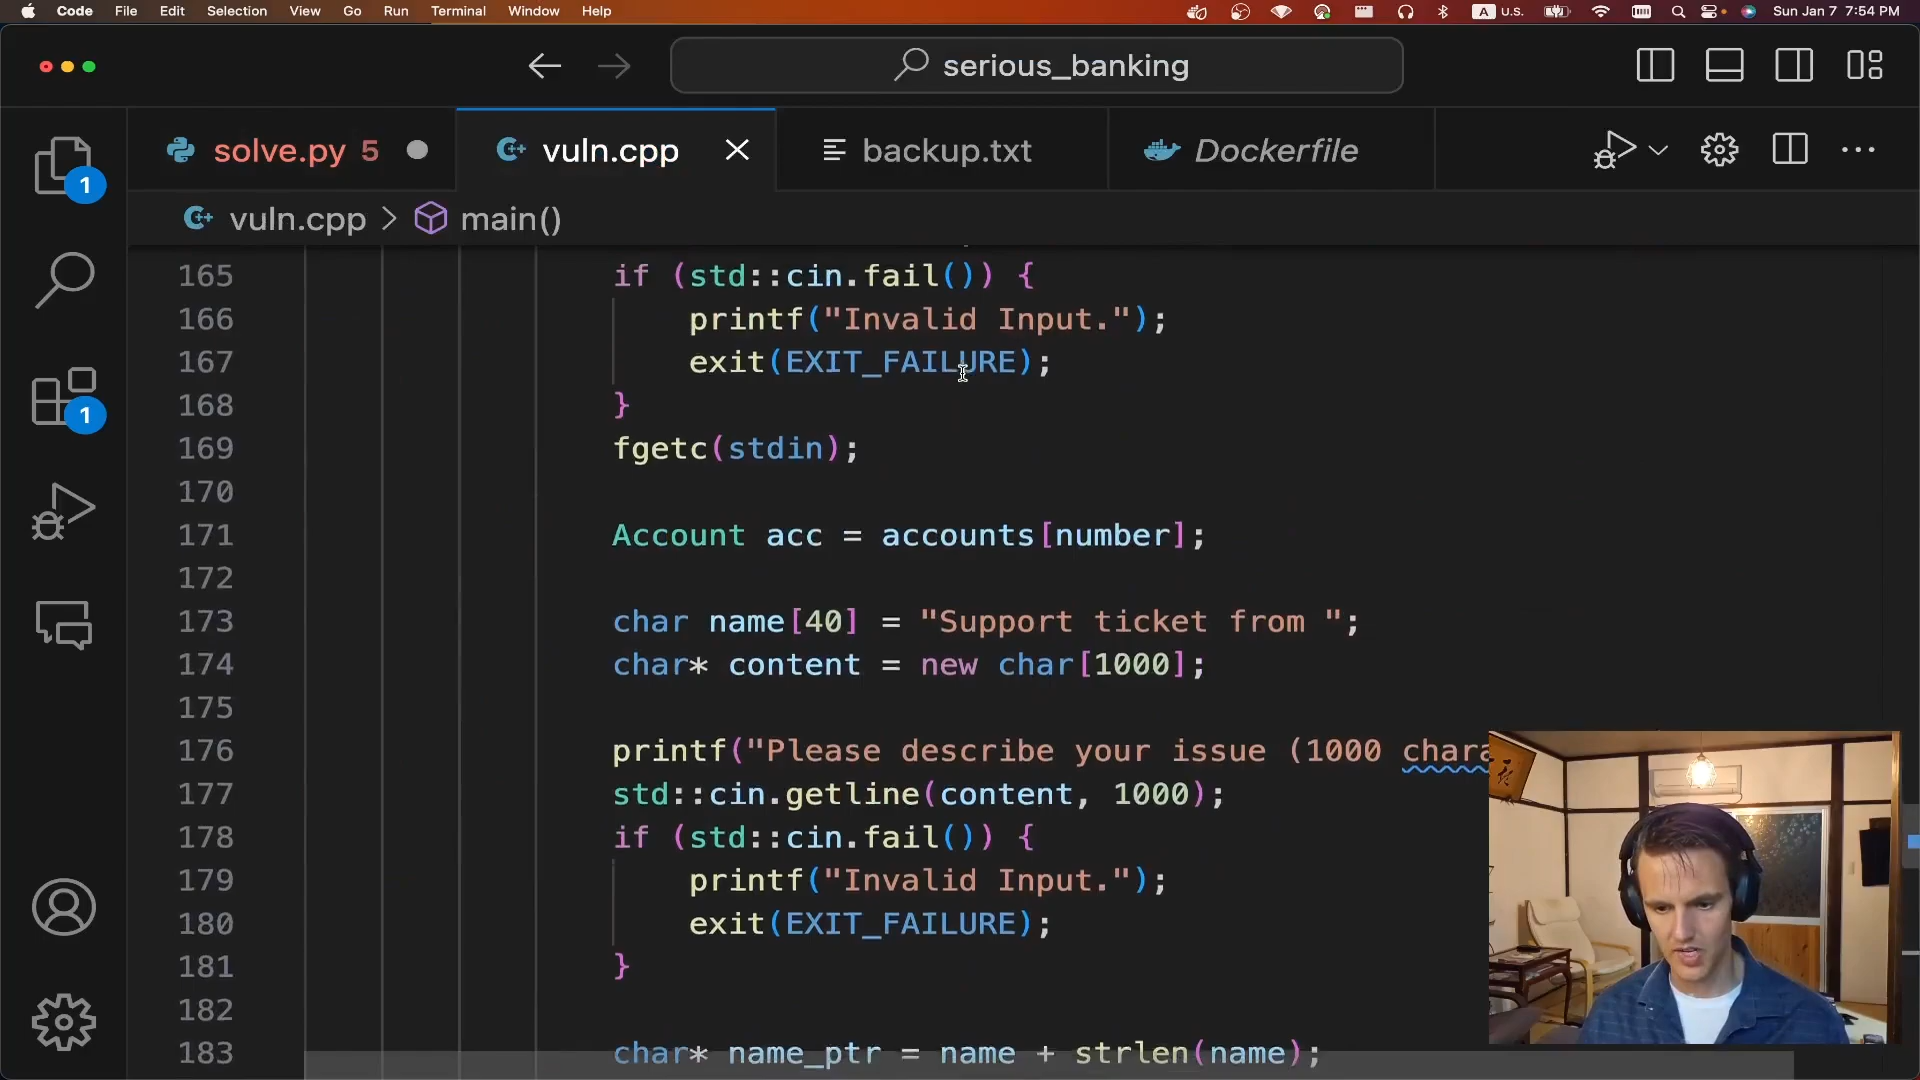 Code File Edit Selection View Go Run Terminal Window Help A U.S. Sun Jan 7 7:54 PM
serious_banking
solve.py 5 vuln.cpp backup.txt Dockerfile
1
vuln.cpp > main()
165 if (std::cin.fail()) {
166 printf("Invalid Input.");
167 exit(EXIT_FAILURE);
168 }
1
169 fgetc(stdin);
170
171 Account acc = accounts[number];
172
173 char name[40] = "Support ticket from ";
174 char* content = new char[1000];
175
176 printf("Please describe your issue (1000 chara
177 std::cin.getline(content, 1000);
178 if (std::cin.fail()) {
179 printf("Invalid Input.");
180 exit(EXIT_FAILURE);
181 }
182
183 char* name_ptr = name + strlen(name);